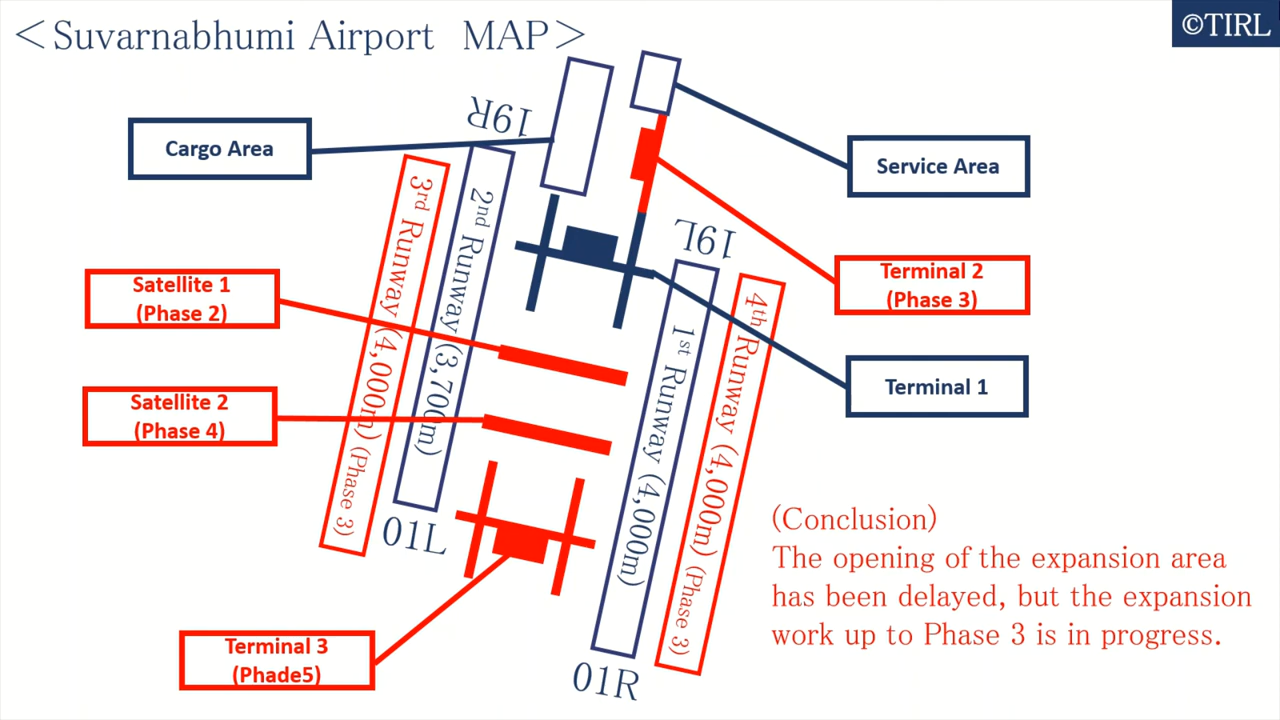 ＜Suvarnabhumi Airport MAP＞
©TIRL
19R
Cargo Area
Service Area
3rd Runway (4,000m) (Phase 3)
2nd Runway (3,700m)
19L
Satellite 1
(Phase 2)
Terminal 2
(Phase 3)
1st Runway (4,000m)
4th Runway (4,000m) (Phase 3)
Terminal 1
Satellite 2
(Phase 4)
01L
(Conclusion)
The opening of the expansion area
has been delayed, but the expansion
work up to Phase 3 is in progress.
Terminal 3
(Phade5)
01R